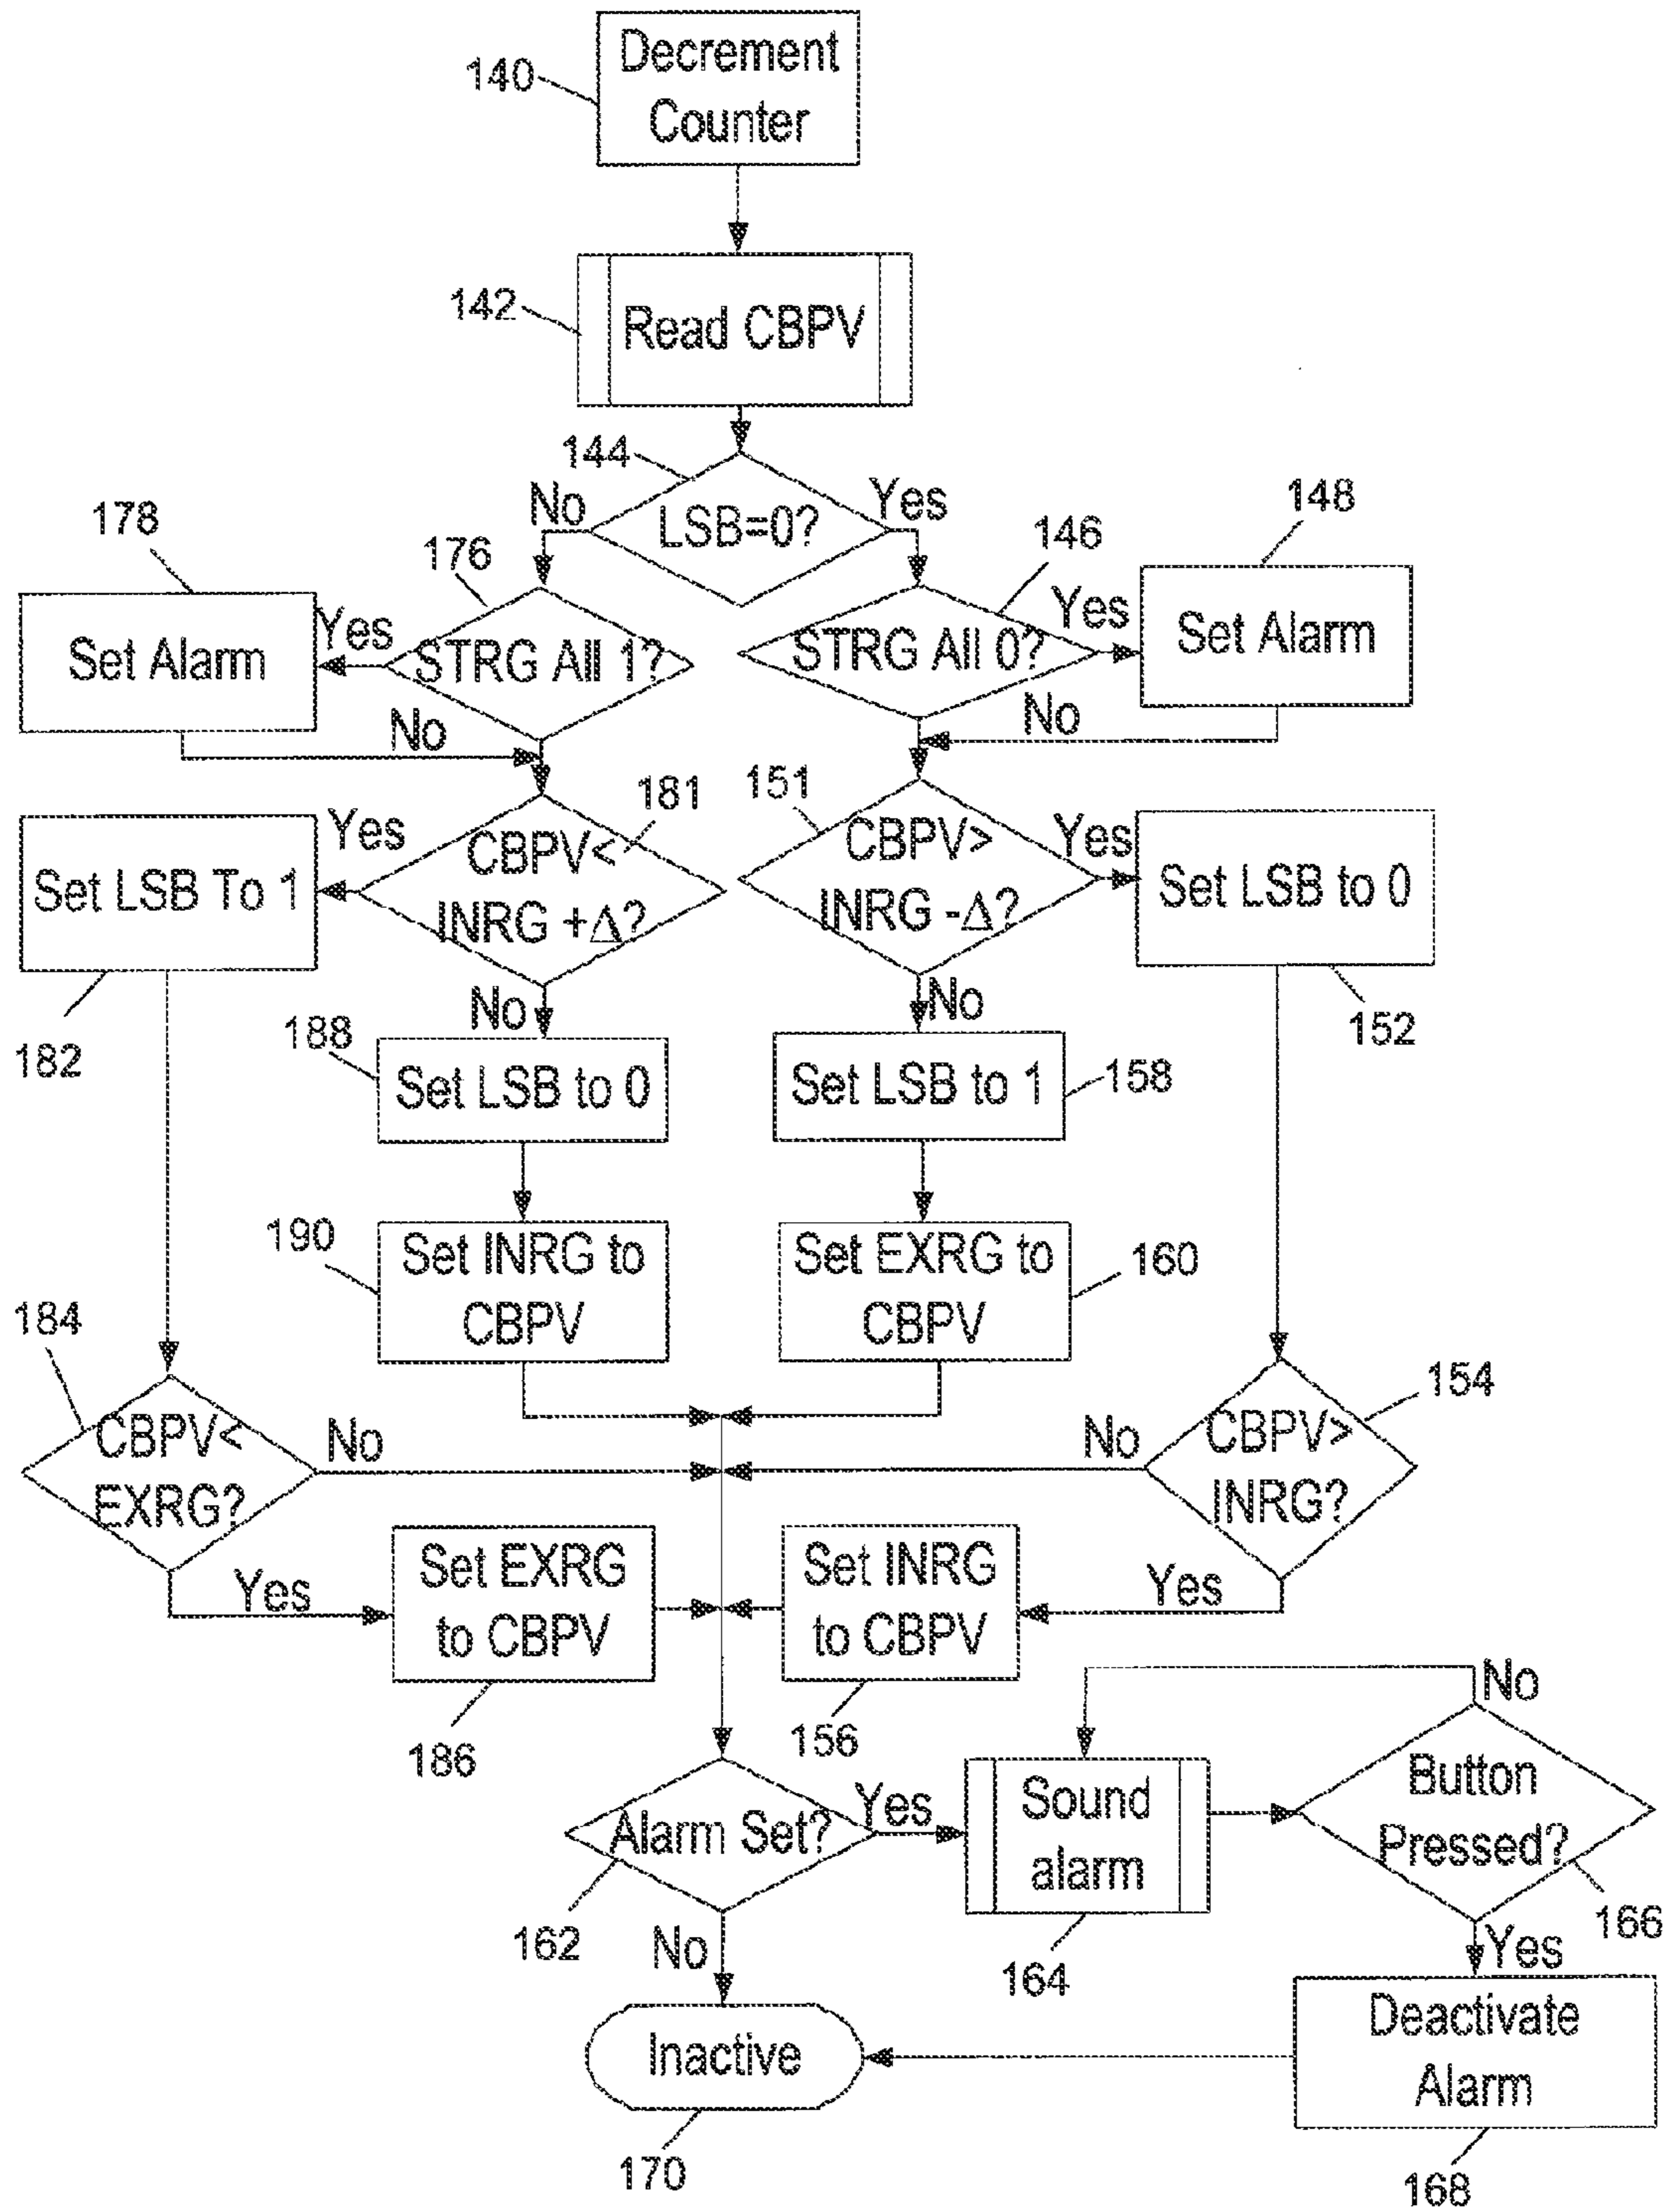 Decrement
Counter
140
142
Read CBPV
144
No
LSB=0?
Yes
178
176
146
148
Set Alarm
Yes
STRG All 1?
STRG All 0?
Yes
Set Alarm
No
No
181
151
Set LSB To 1
Yes
CBPV<
INRG +Δ?
CBPV>
INRG -Δ?
Yes
Set LSB to 0
182
No
No
152
188
Set LSB to 0
Set LSB to 1
158
190
Set INRG to
CBPV
Set EXRG to
CBPV
160
184
CBPV<
EXRG?
No
No
CBPV>
INRG?
154
Yes
Set EXRG
to CBPV
Set INRG
to CBPV
Yes
186
156
No
Alarm Set?
Yes
Sound
alarm
Button
Pressed?
162
No
164
166
Yes
Inactive
Deactivate
Alarm
170
168